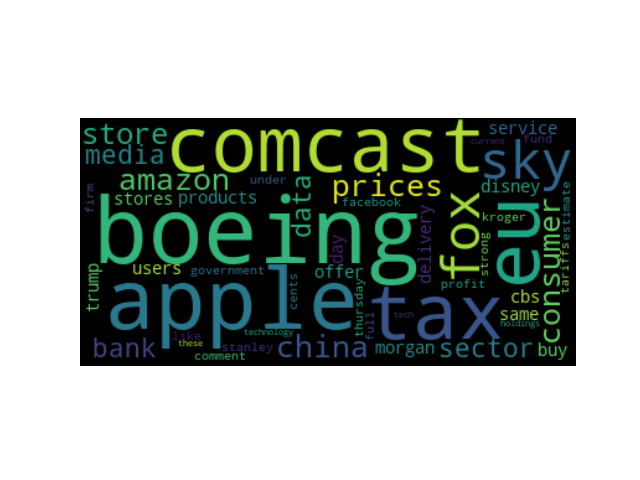 store
comcast
service
current
fund
media
sky
amazon
under
prices
disney
firm
stores
products
data
facebook
fox
eu
kroger
consumer
estimate
boeing
day
delivery
strong
tariffs
trump
users
government
offer
apple
cents
thursday
tax
profit
cbs
full
tech
same
holdings
technology
bank
like
these
stanley
comment
china
morgan
sector
buy